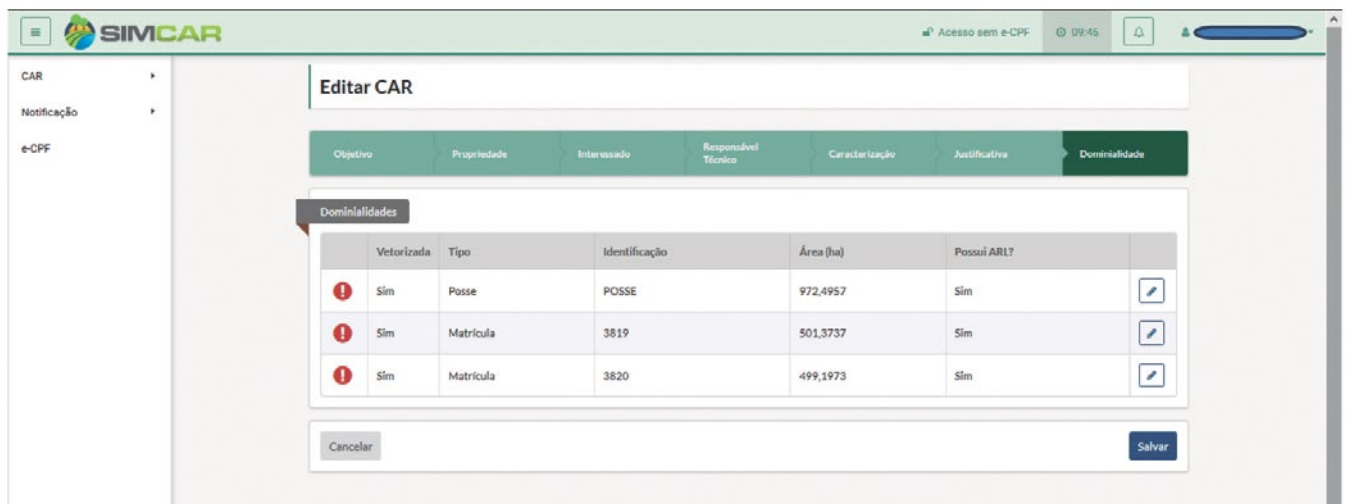 SIMCAR
Acesso sem e-CPF
09:45
CAR
Notificação
e-CPF
Editar CAR
Objetivo
Propriedade
Interessado
Responsável
Técnico
Caracterização
Justificativa
Dominialidade
Dominialidades
Vetorizada Tipo Identificação Área (ha) Possui ARL?
Sim Posse POSSE 972,4957 Sim
Sim Matrícula 3819 501,3737 Sim
Sim Matrícula 3820 499,1973 Sim
Cancelar
Salvar